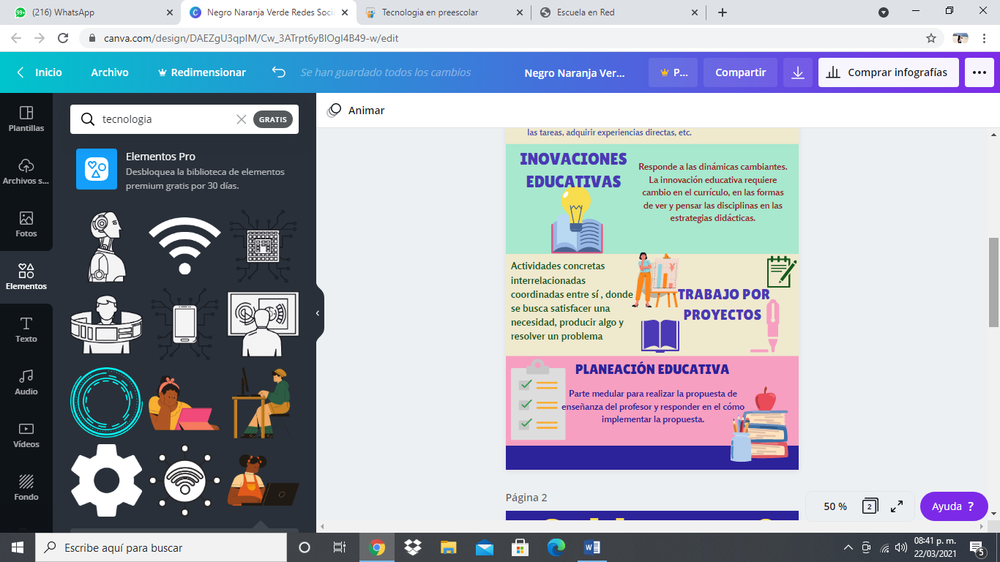 (216) WhatsApp
Negro Naranja Verde Redes Socia
Tecnologia en preescolar
Escuela en Red
canva.com/design/DAEZgU3qpIM/Cw_3ATrpt6yBIOgI4B49-w/edit
Inicio
Archivo
Redimensionar
Se han guardado todos los cambios
Negro Naranja Ver...
P...
Compartir
Comprar infografías
Plantillas
Archivos s...
Fotos
Elementos
Texto
Audio
Vídeos
Fondo
tecnologia
GRATIS
Elementos Pro
Desbloquea la biblioteca de elementos
premium gratis por 30 días.
Animar
las tareas, adquirir experiencias directas, etc.
INOVACIONES
EDUCATIVAS
Responde a las dinámicas cambiantes.
La innovación educativa requiere
cambio en el currículo, en las formas
de ver y pensar las disciplinas en las
estrategias didácticas.
Actividades concretas
interrelacionadas
coordinadas entre sí , donde
se busca satisfacer una
necesidad, producir algo y
resolver un problema
TRABAJO POR
PROYECTOS
PLANEACIÓN EDUCATIVA
Parte medular para realizar la propuesta de
enseñanza del profesor y responder en el cómo
implementar la propuesta.
Página 2
50 %
2
Ayuda ?
Escribe aquí para buscar
08:41 p. m.
22/03/2021
5